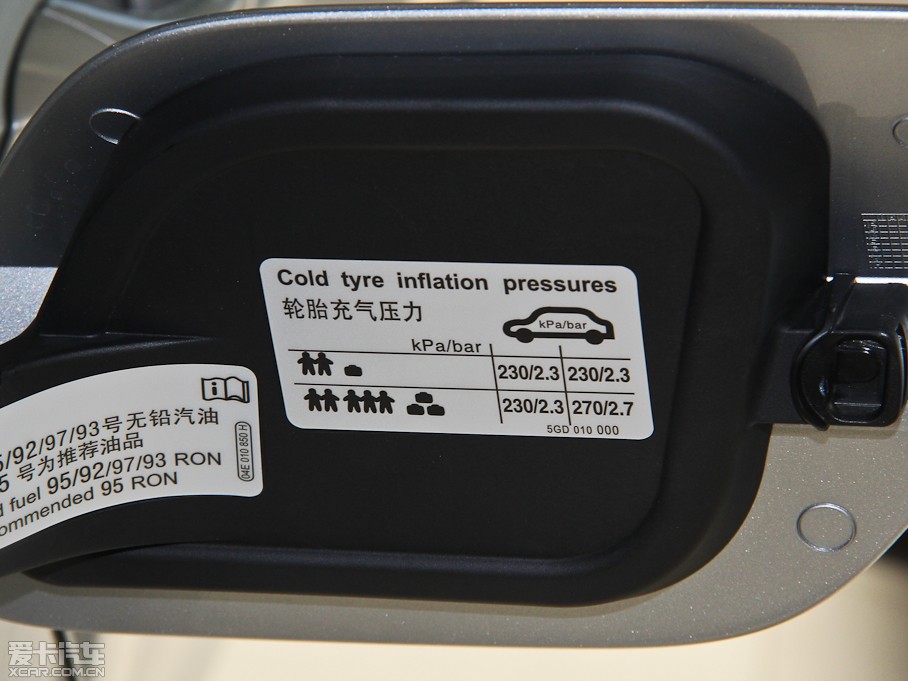 Cold tyre inflation pressures
轮胎充气压力
kPa/bar
kPa/bar
230/2.3 230/2.3
230/2.3 270/2.7
5GD 010 000
/92/97/93号无铅汽油
5 号为推荐油品
fuel 95/92/97/93 RON
ommended 95 RON
04E 010 850 H
爱卡汽车
XCAR.COM.CN